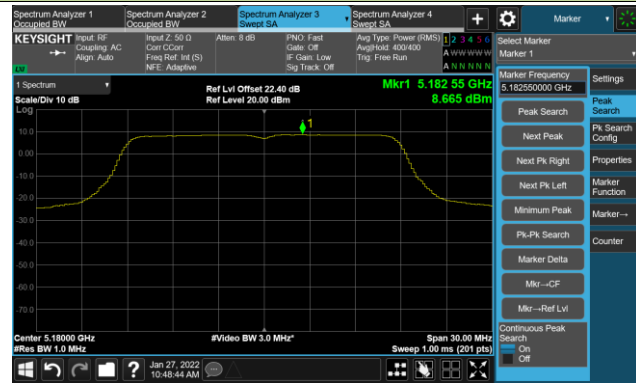 Spectrum Analyzer 1
Occupied BW
Spectrum Analyzer 2
Occupied BW
Spectrum Analyzer 3
Swept SA
Spectrum Analyzer 4
Swept SA
+
Marker
KEYSIGHT
Input: RF
Coupling: AC
Align: Auto
Input Z: 50 Ω
Corr CCorr
Freq Ref: Int (S)
NFE: Adaptive
Atten: 8 dB
PNO: Fast
Gate: Off
IF Gain: Low
Sig Track: Off
Avg Type: Power (RMS)
Avg|Hold: 400/400
Trig: Free Run
1 2 3 4 5 6
A WWWWW
A N N N N N
Select Marker
Marker 1
1 Spectrum
Scale/Div 10 dB
Log
Ref Lvl Offset 22.40 dB
Ref Level 20.00 dBm
Mkr1 5.182 55 GHz
8.665 dBm
1
10.0
0.00
-10.0
-20.0
-30.0
-40.0
-50.0
-60.0
-70.0
Center 5.18000 GHz
#Res BW 1.0 MHz
#Video BW 3.0 MHz*
Span 30.00 MHz
Sweep 1.00 ms (201 pts)
Marker Frequency
5.182550000 GHz
Peak Search
Next Peak
Next Pk Right
Next Pk Left
Minimum Peak
Pk-Pk Search
Marker Delta
Mkr→CF
Mkr→Ref Lvl
Continuous Peak
Search
On
Off
Settings
Peak
Search
Pk Search
Config
Properties
Marker
Function
Marker→
Counter
?
Jan 27, 2022
10:48:44 AM